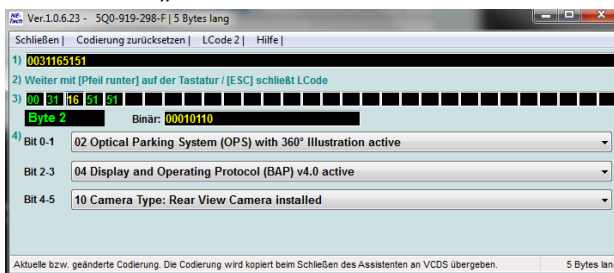 NE-Tech Ver.1.0.6.23 - 5Q0-919-298-F | 5 Bytes lang
Schließen | Codierung zurücksetzen | LCode 2 | Hilfe |
1) 0031165151
2) Weiter mit [Pfeil runter] auf der Tastatur / [ESC] schließt LCode
3) 00 31 16 51 51
Byte 2 Binär: 00010110
4) Bit 0-1 02 Optical Parking System (OPS) with 360° Illustration active
Bit 2-3 04 Display and Operating Protocol (BAP) v4.0 active
Bit 4-5 10 Camera Type: Rear View Camera installed
Aktuelle bzw. geänderte Codierung. Die Codierung wird kopiert beim Schließen des Assistenten an VCDS übergeben. 5 Bytes lang